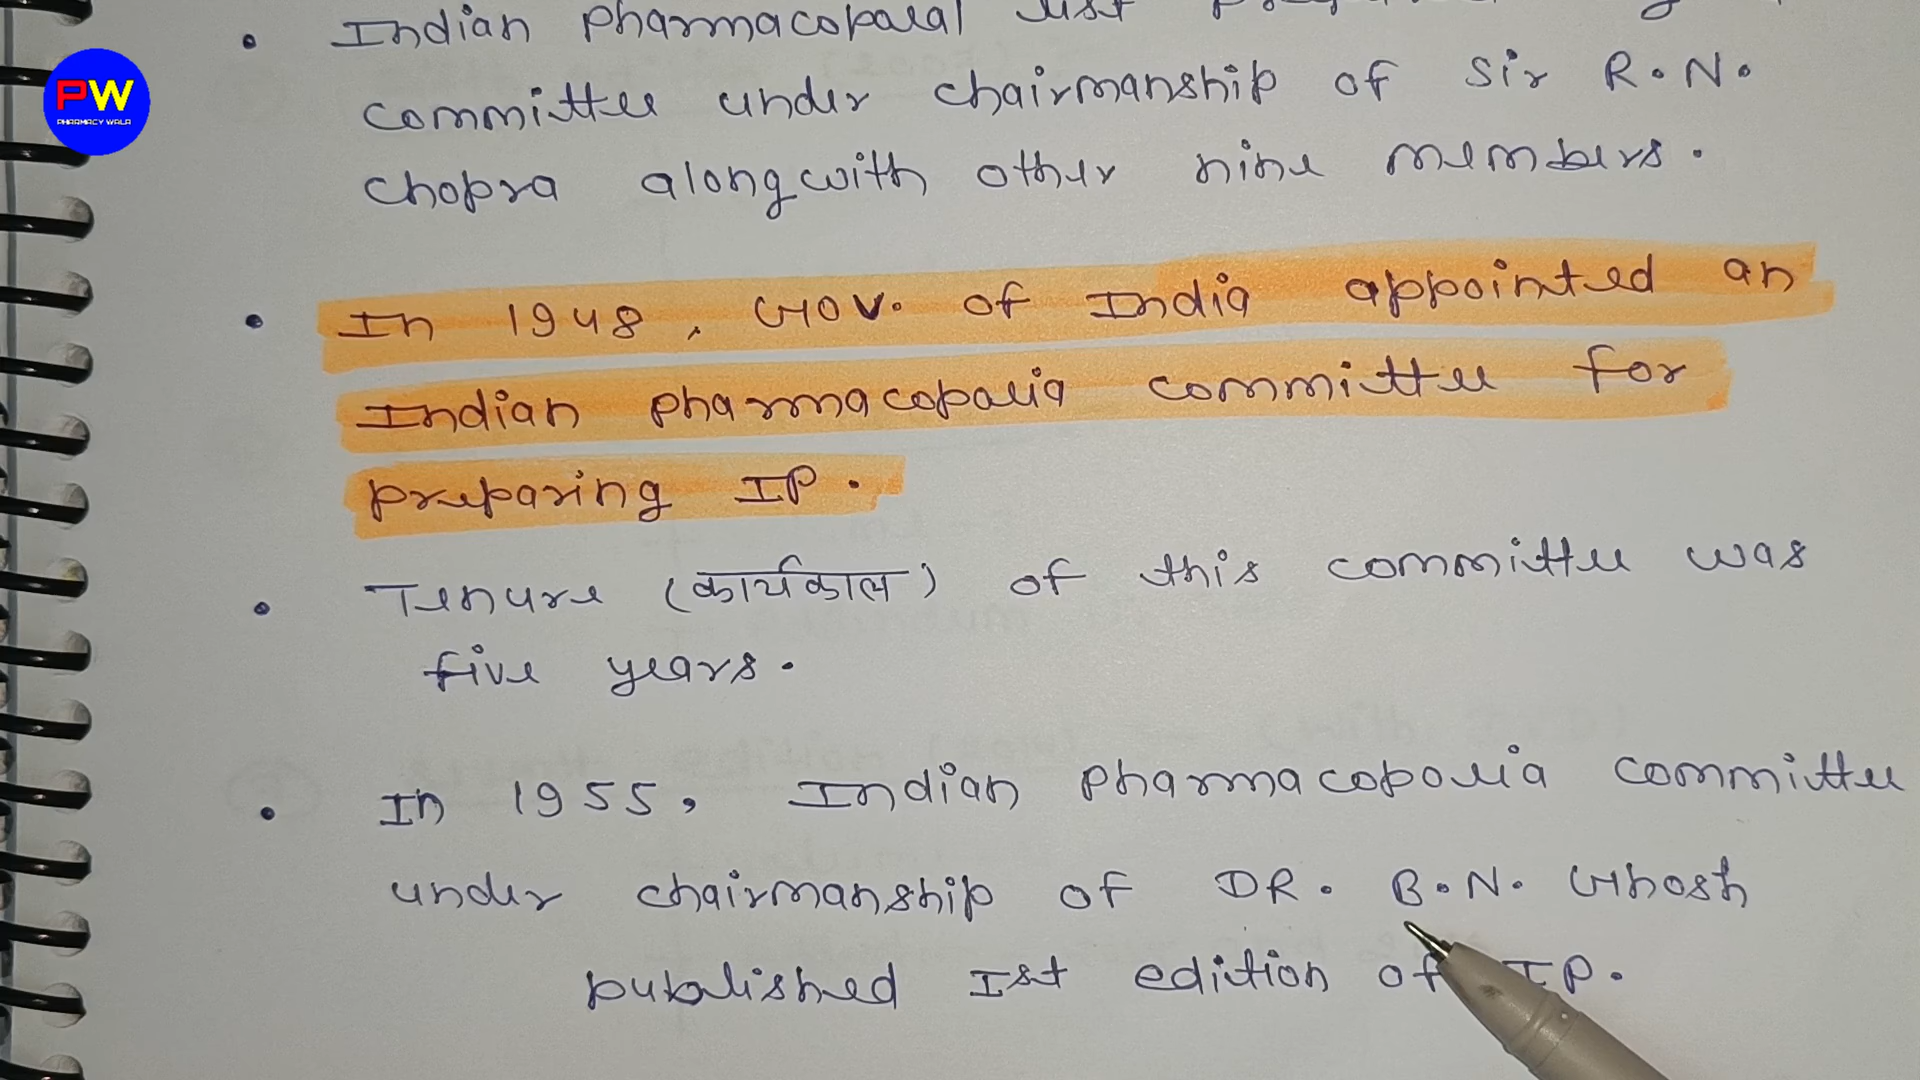 Indian pharmacopoeial list
committee under chairmanship of Sir R.N.
chopra alongwith other nine members.
In 1948, Gov. of India appointed an
Indian pharmacopoeia committee for
preparing IP.
Tenure (कार्यकाल) of this committee was
five years.
In 1955, Indian pharmacopoeia committee
under chairmanship of DR. B.N. Ghosh
published Ist edition of IP.
PW
PHARMACY WALA